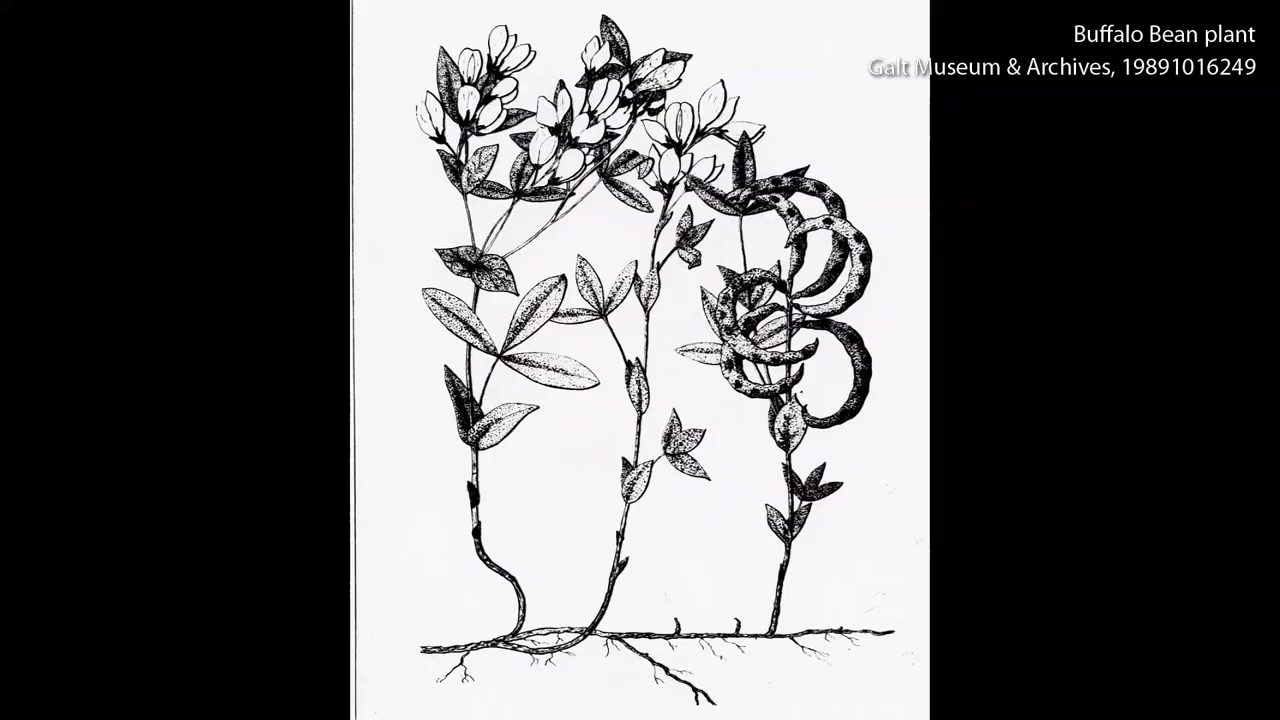 Buffalo Bean plant
Galt Museum & Archives, 19891016249